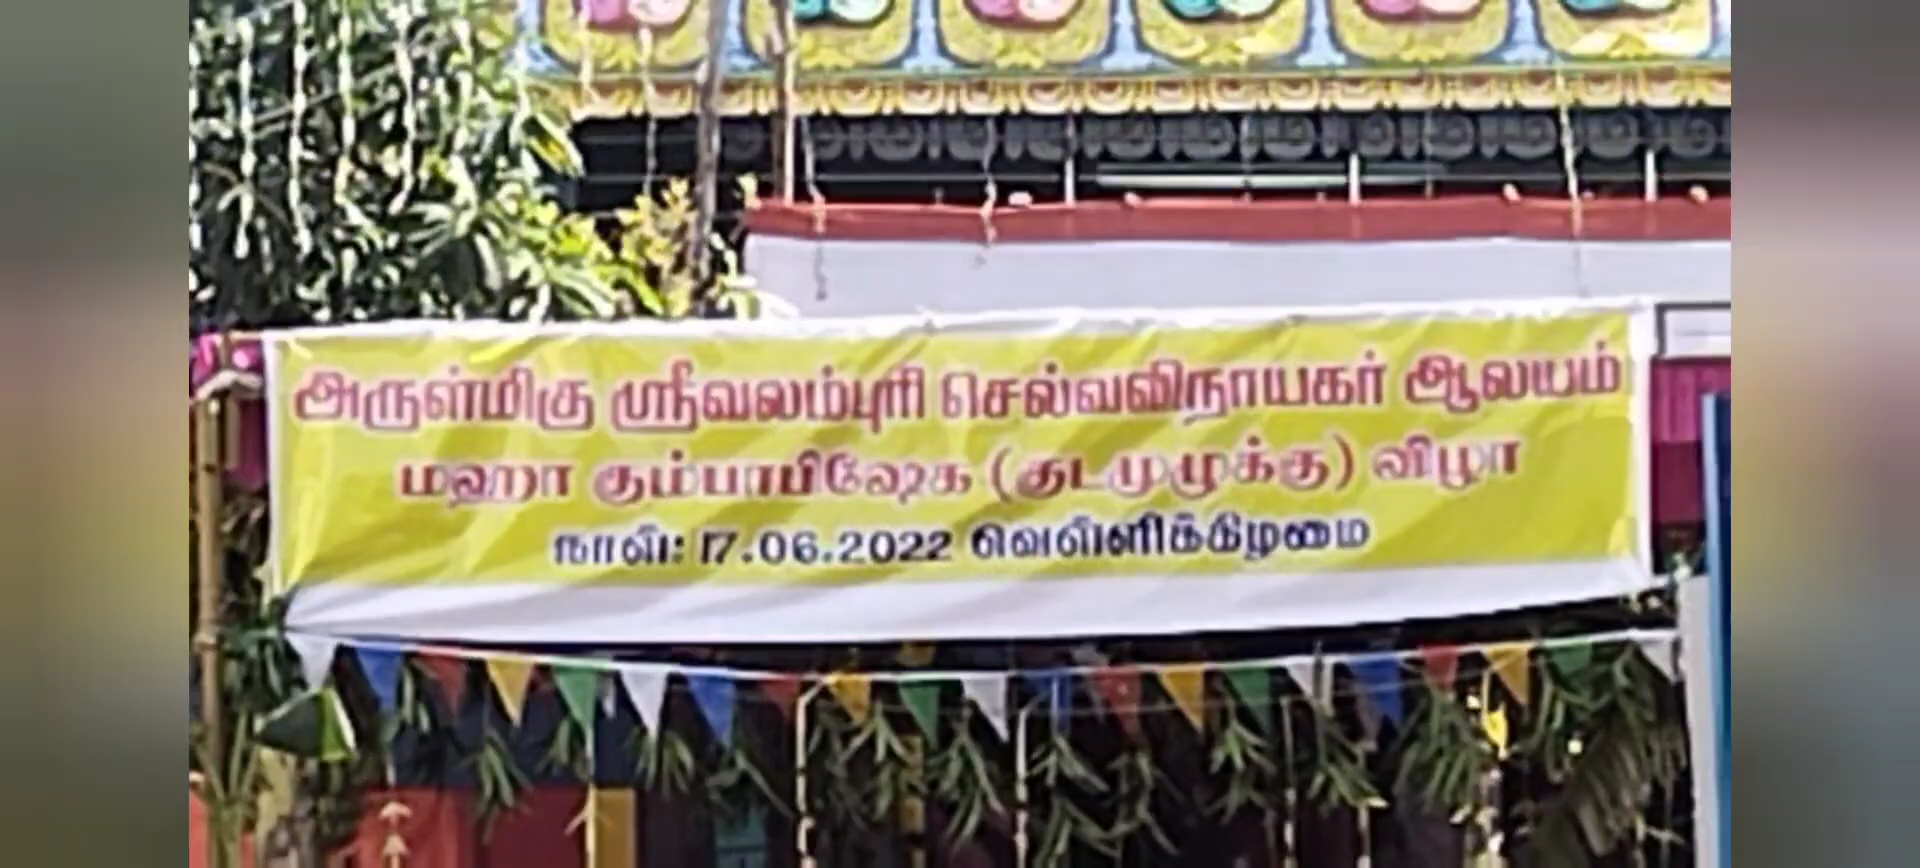 அருள்மிகு ஸ்ரீவலம்புரி செல்வவிநாயகர் ஆலயம்
மஹா கும்பாபிஷேக (குடமுழுக்கு) விழா
நாள்: 17.06.2022 வெள்ளிக்கிழமை